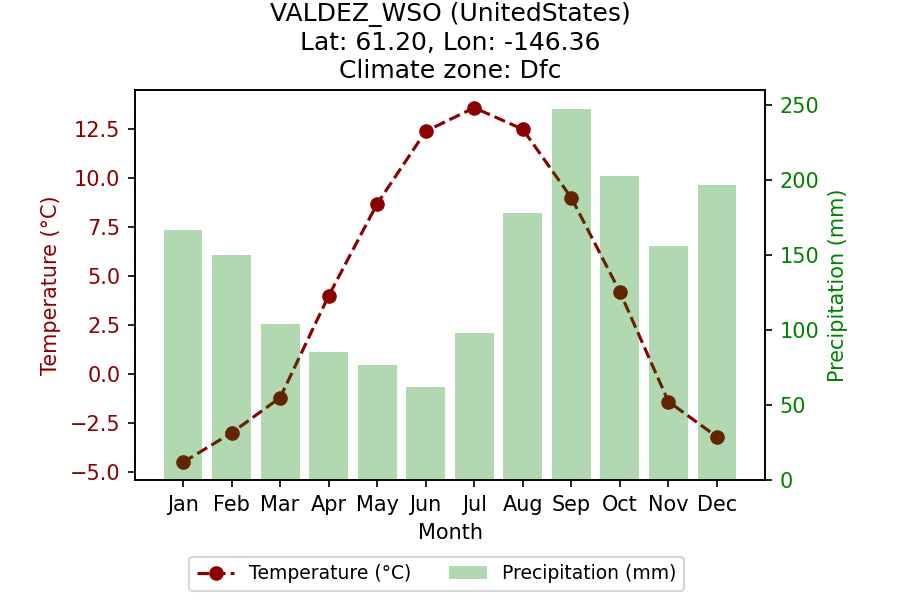 VALDEZ_WSO (UnitedStates)
Lat: 61.20, Lon: -146.36
Climate zone: Dfc
Temperature (°C)
12.5
10.0
7.5
5.0
2.5
0.0
−2.5
−5.0
250
200
150
100
50
0
Precipitation (mm)
Jan Feb Mar Apr May Jun Jul Aug Sep Oct Nov Dec
Month
Temperature (°C) Precipitation (mm)